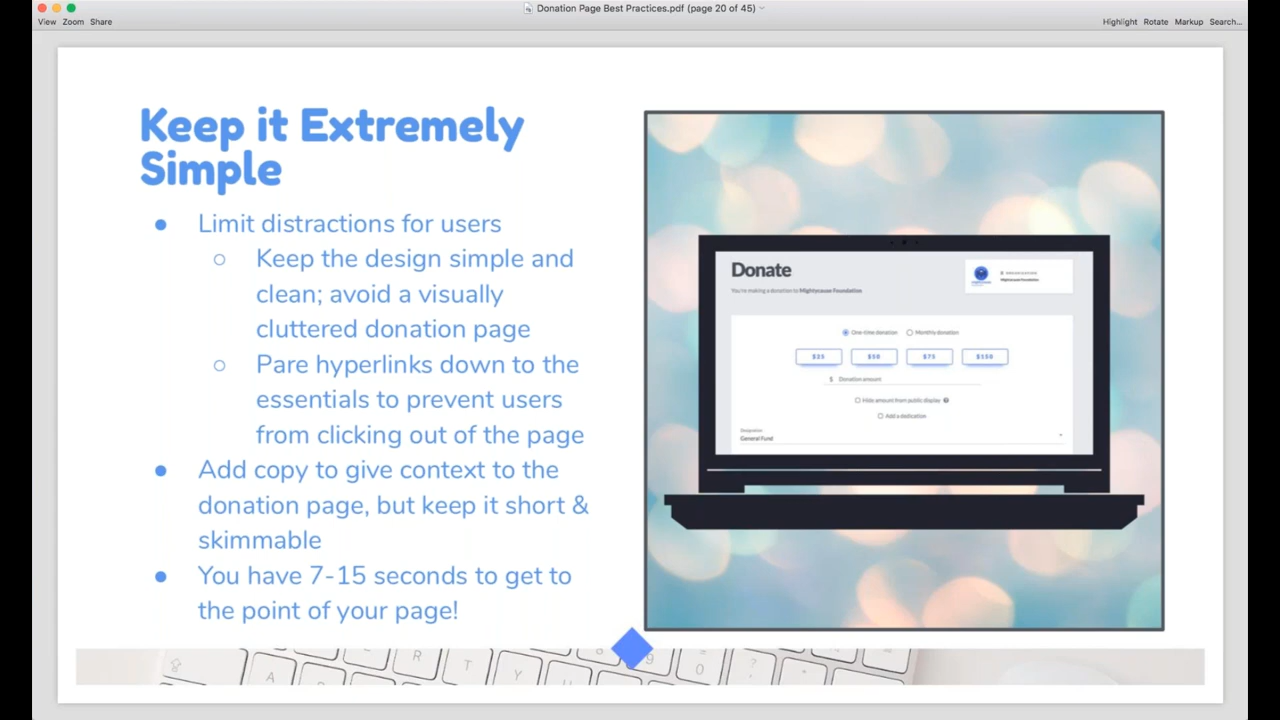 Donation Page Best Practices.pdf (page 20 of 45)
View Zoom Share
Highlight Rotate Markup Search...
Keep it Extremely
Simple
Limit distractions for users
Keep the design simple and
clean; avoid a visually
cluttered donation page
Pare hyperlinks down to the
essentials to prevent users
from clicking out of the page
Add copy to give context to the
donation page, but keep it short &
skimmable
You have 7-15 seconds to get to
the point of your page!
Donate
You're making a donation to Mightycause Foundation
Mightycause Foundation
One-time donation Monthly donation
$25 $50 $75 $150
$ Donation amount
Hide amount from public display
Add a dedication
Designation
General Fund
R T Y U 9 0 ?
A